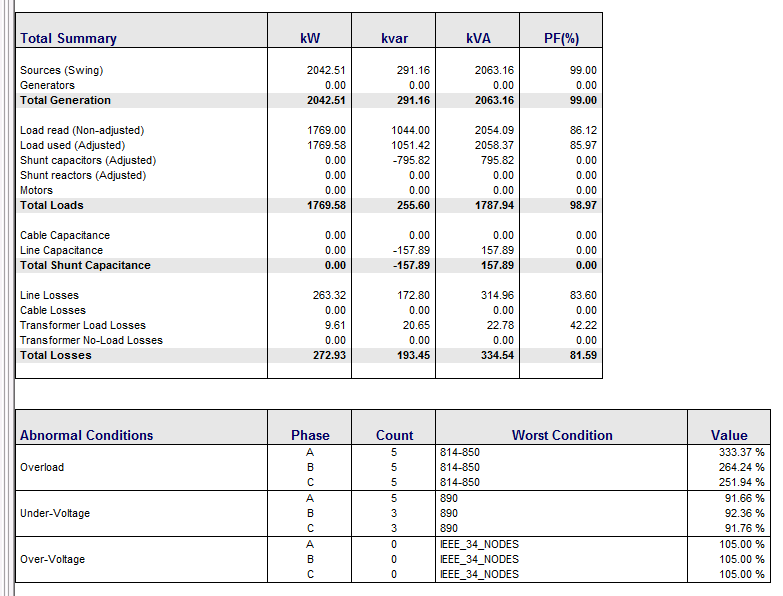 Total Summary kW kvar kVA PF(%)
Sources (Swing) 2042.51 291.16 2063.16 99.00
Generators 0.00 0.00 0.00 0.00
Total Generation 2042.51 291.16 2063.16 99.00
Load read (Non-adjusted) 1769.00 1044.00 2054.09 86.12
Load used (Adjusted) 1769.58 1051.42 2058.37 85.97
Shunt capacitors (Adjusted) 0.00 -795.82 795.82 0.00
Shunt reactors (Adjusted) 0.00 0.00 0.00 0.00
Motors 0.00 0.00 0.00 0.00
Total Loads 1769.58 255.60 1787.94 98.97
Cable Capacitance 0.00 0.00 0.00 0.00
Line Capacitance 0.00 -157.89 157.89 0.00
Total Shunt Capacitance 0.00 -157.89 157.89 0.00
Line Losses 263.32 172.80 314.96 83.60
Cable Losses 0.00 0.00 0.00 0.00
Transformer Load Losses 9.61 20.65 22.78 42.22
Transformer No-Load Losses 0.00 0.00 0.00 0.00
Total Losses 272.93 193.45 334.54 81.59
Abnormal Conditions Phase Count Worst Condition Value
A 5 814-850 333.37 %
Overload B 5 814-850 264.24 %
C 5 814-850 251.94 %
A 5 890 91.66 %
Under-Voltage B 3 890 92.36 %
C 3 890 91.76 %
A 0 IEEE_34_NODES 105.00 %
Over-Voltage B 0 IEEE_34_NODES 105.00 %
C 0 IEEE_34_NODES 105.00 %